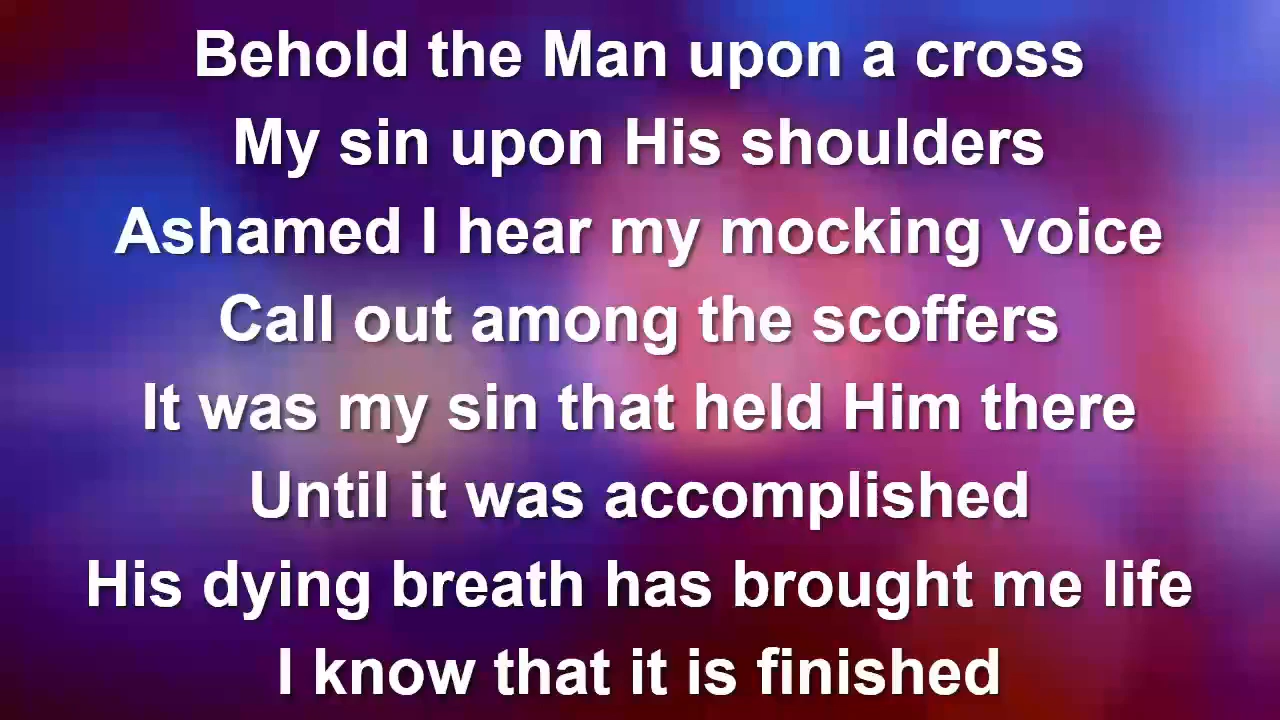 Behold the Man upon a cross
My sin upon His shoulders
Ashamed I hear my mocking voice
Call out among the scoffers
It was my sin that held Him there
Until it was accomplished
His dying breath has brought me life
I know that it is finished